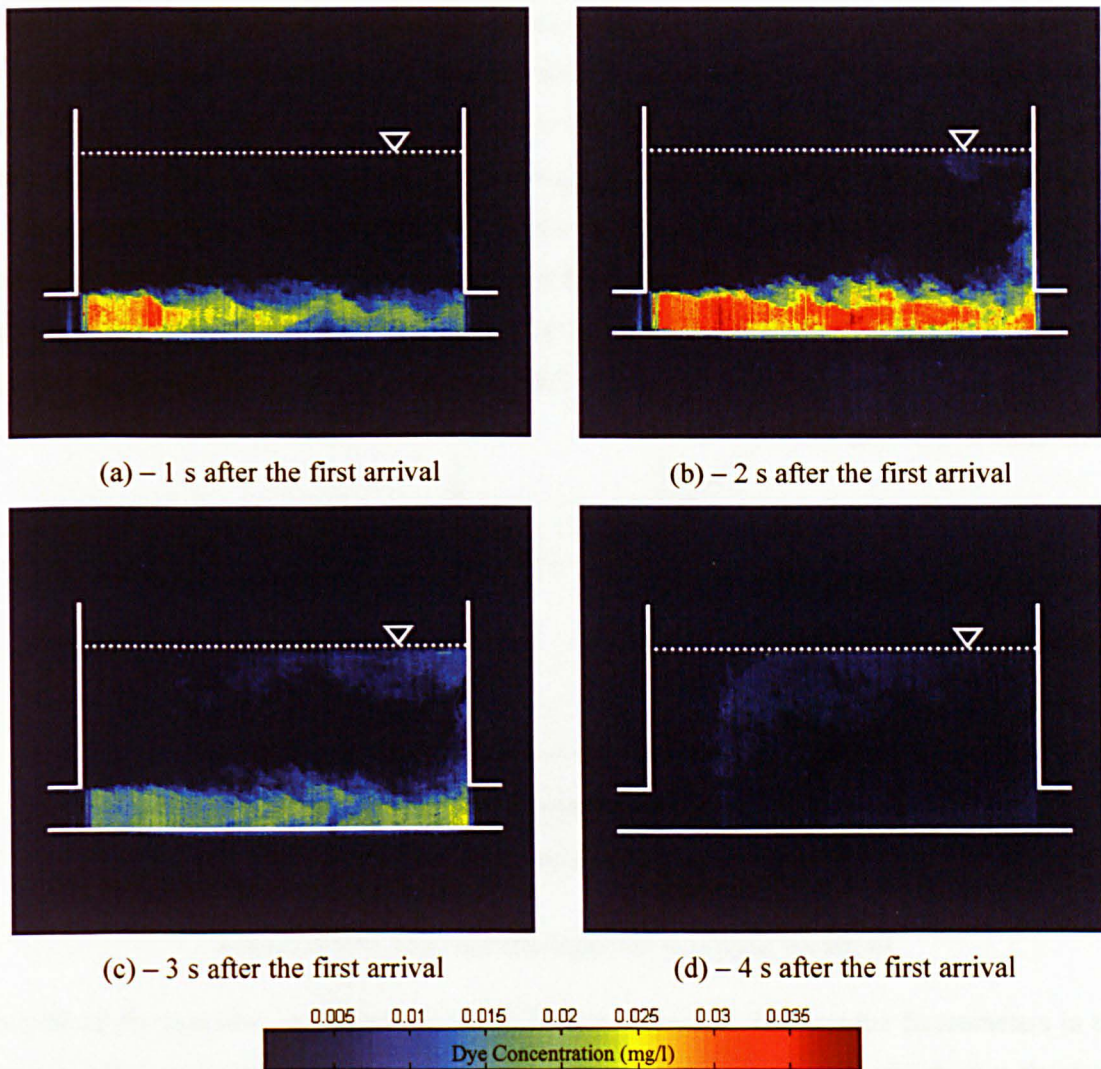 (a) – 1 s after the first arrival
(b) – 2 s after the first arrival
(c) – 3 s after the first arrival
(d) – 4 s after the first arrival
0.005 0.01 0.015 0.02 0.025 0.03 0.035
Dye Concentration (mg/l)